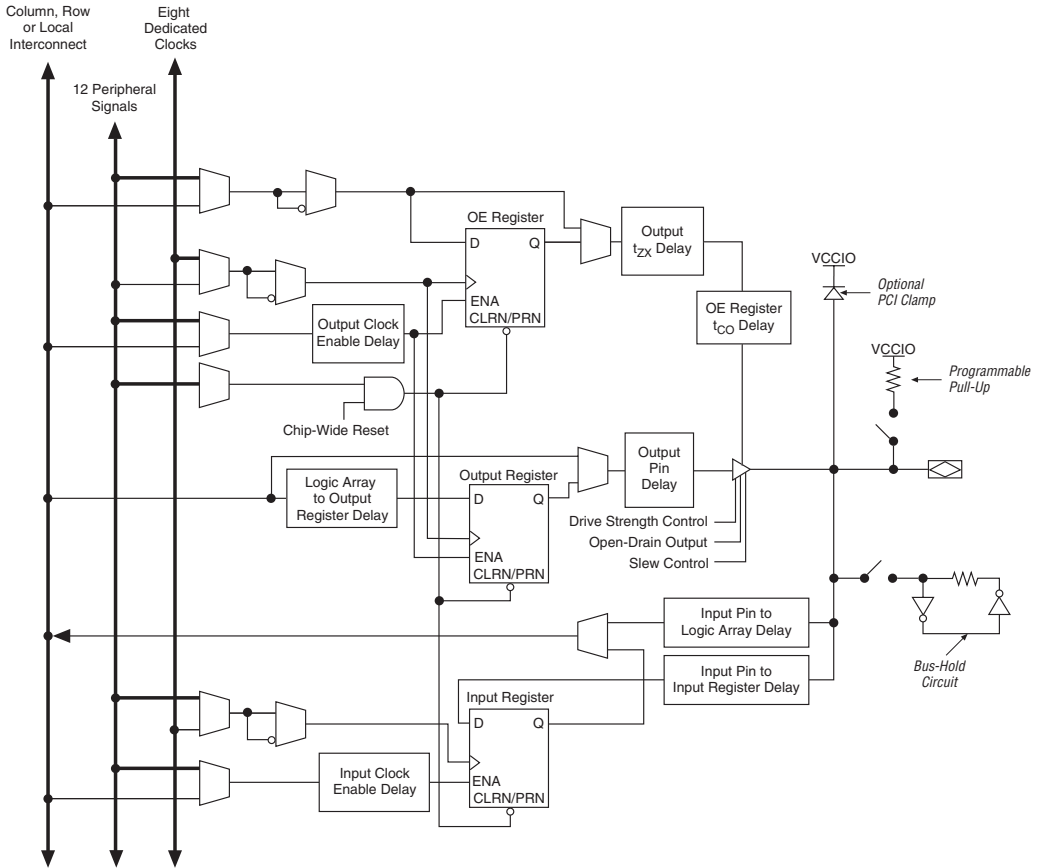 Column, Row
or Local
Interconnect
Eight
Dedicated
Clocks
12 Peripheral
Signals
OE Register
D
Q
ENA
CLRN/PRN
Output
tZX Delay
VCCIO
Optional
PCI Clamp
OE Register
tCO Delay
Output Clock
Enable Delay
VCCIO
Programmable
Pull-Up
Chip-Wide Reset
Output
Pin
Delay
Logic Array
to Output
Register Delay
Output Register
D
Q
ENA
CLRN/PRN
Drive Strength Control
Open-Drain Output
Slew Control
Input Pin to
Logic Array Delay
Input Pin to
Input Register Delay
Bus-Hold
Circuit
Input Register
D
Q
ENA
CLRN/PRN
Input Clock
Enable Delay